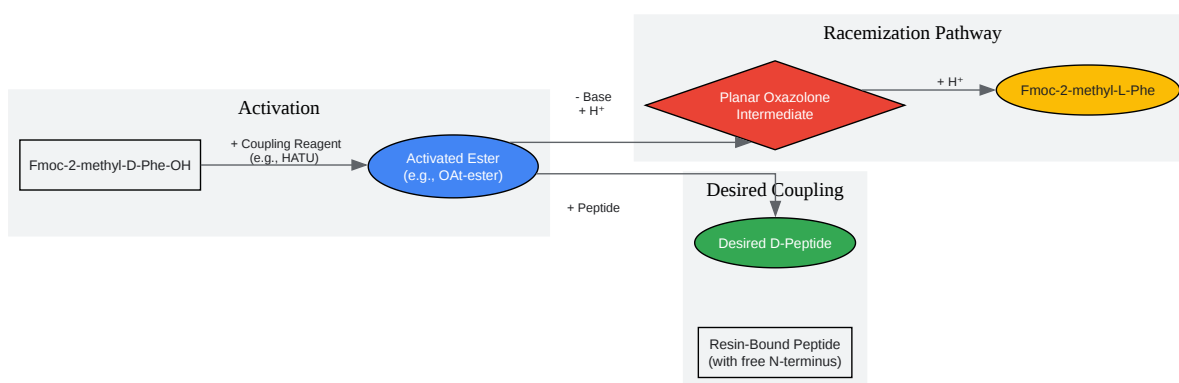 Activation
Fmoc-2-methyl-D-Phe-OH
+ Coupling Reagent
(e.g., HATU)
Activated Ester
(e.g., OAt-ester)
- Base
+ H⁺
+ Peptide
Racemization Pathway
Planar Oxazolone
Intermediate
+ H⁺
Fmoc-2-methyl-L-Phe
Desired Coupling
Desired D-Peptide
Resin-Bound Peptide
(with free N-terminus)